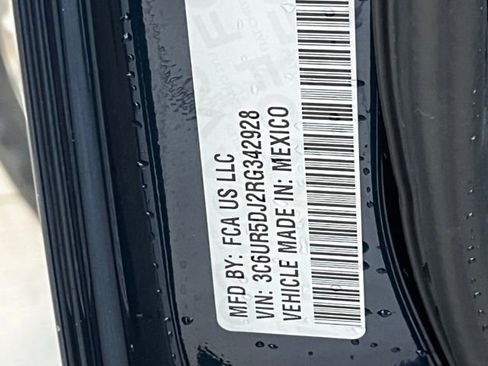 MFD BY: FCA US LLC
VIN: 3C6UR5DJ2RG342928
VEHICLE MADE IN: MEXICO